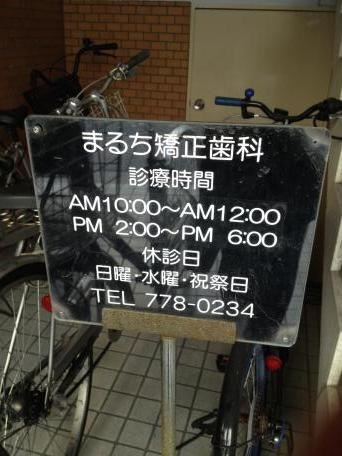 まるち矯正歯科
診療時間
AM10:00～AM12:00
PM 2:00～PM 6:00
休診日
日曜・水曜・祝祭日
TEL 778-0234